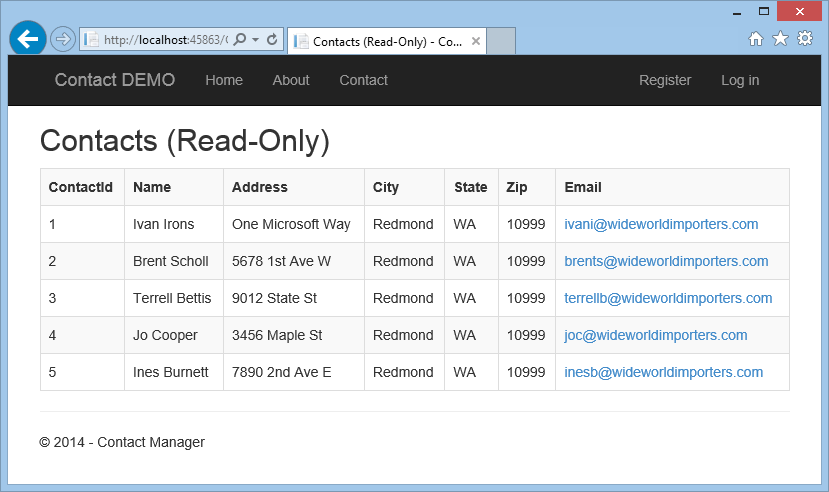 http://localhost:45863/C
Contacts (Read-Only) - Co...
Contact DEMO Home About Contact Register Log in
Contacts (Read-Only)
ContactId Name Address City State Zip Email
1 Ivan Irons One Microsoft Way Redmond WA 10999 ivani@wideworldimporters.com
2 Brent Scholl 5678 1st Ave W Redmond WA 10999 brents@wideworldimporters.com
3 Terrell Bettis 9012 State St Redmond WA 10999 terrellb@wideworldimporters.com
4 Jo Cooper 3456 Maple St Redmond WA 10999 joc@wideworldimporters.com
5 Ines Burnett 7890 2nd Ave E Redmond WA 10999 inesb@wideworldimporters.com
© 2014 - Contact Manager